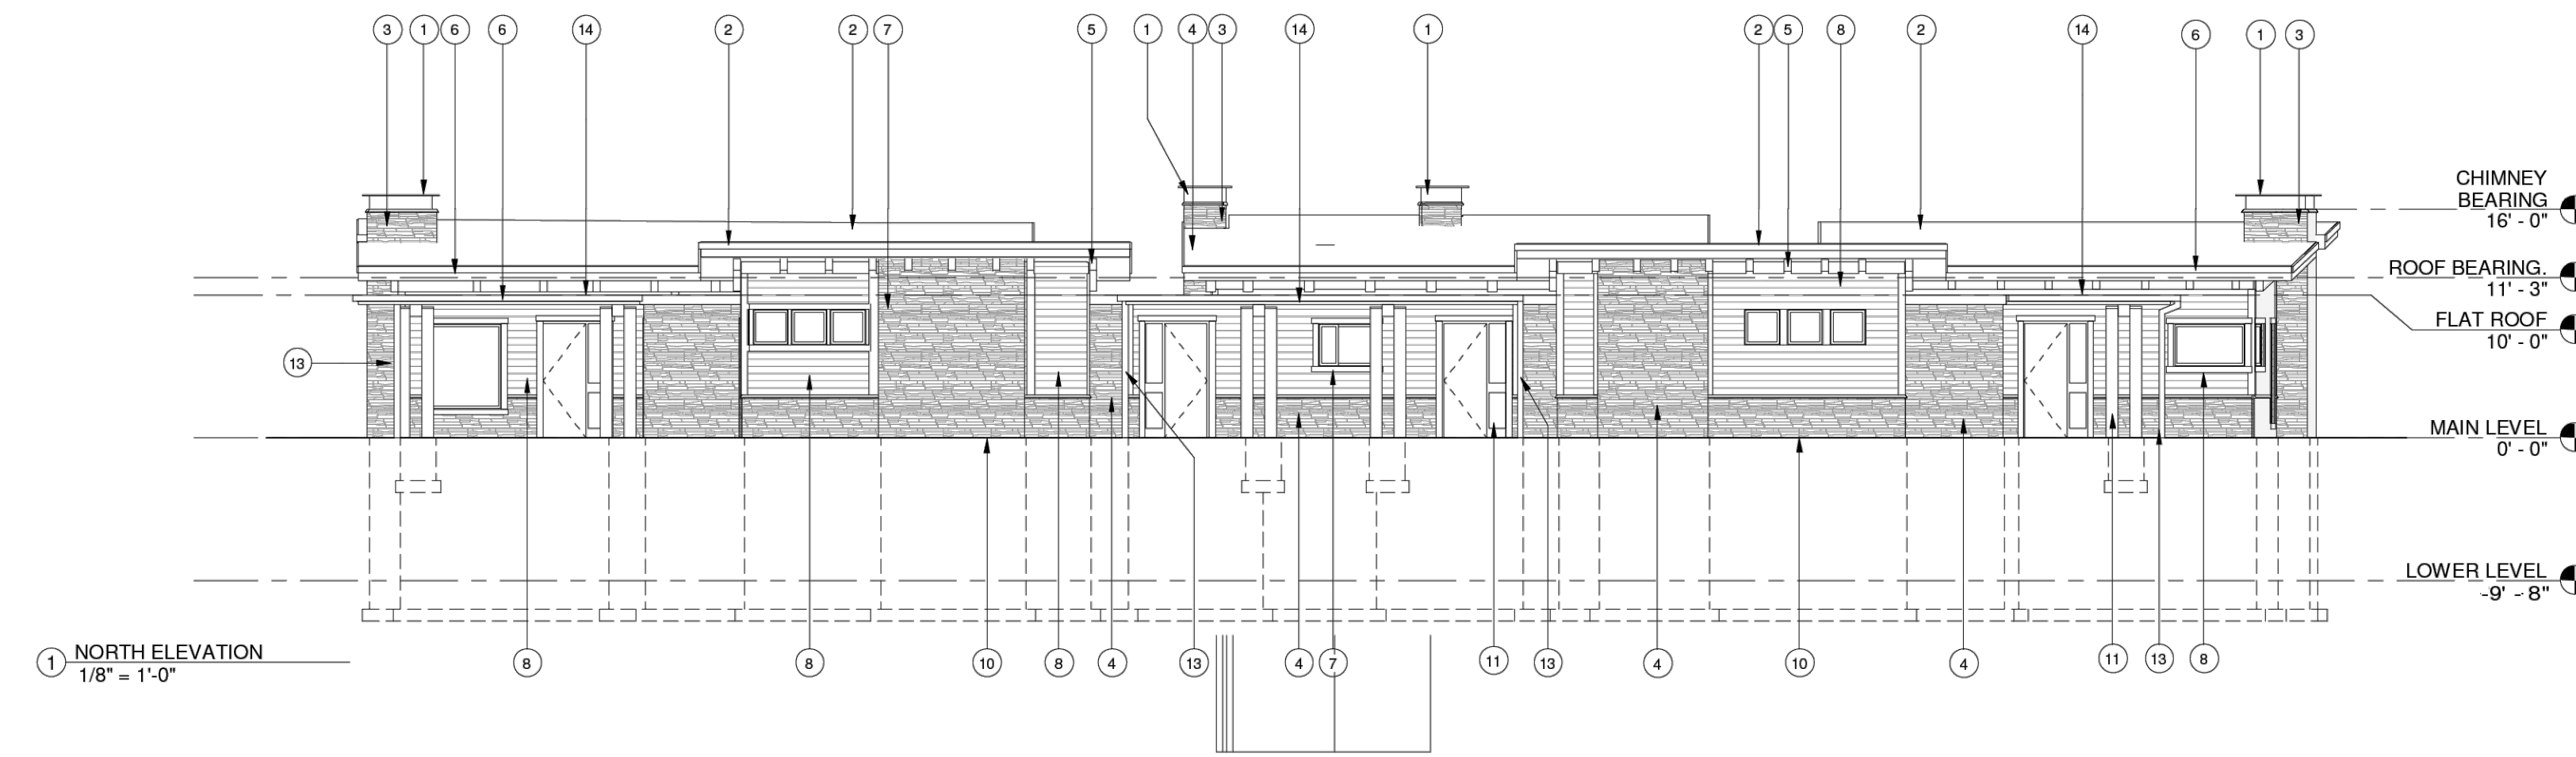 3 1 6 6 14 2 2 7 5 1 4 3 14 1 2 5 8 2 14 6 1 3
CHIMNEY
BEARING
16' - 0"
ROOF BEARING.
11' - 3"
FLAT ROOF
10' - 0"
13
MAIN LEVEL
0' - 0"
LOWER LEVEL
-9' - 8"
8 8 10 8 4 13 4 7 11 13 4 10 4 11 13 8
1 NORTH ELEVATION
1/8" = 1'-0"